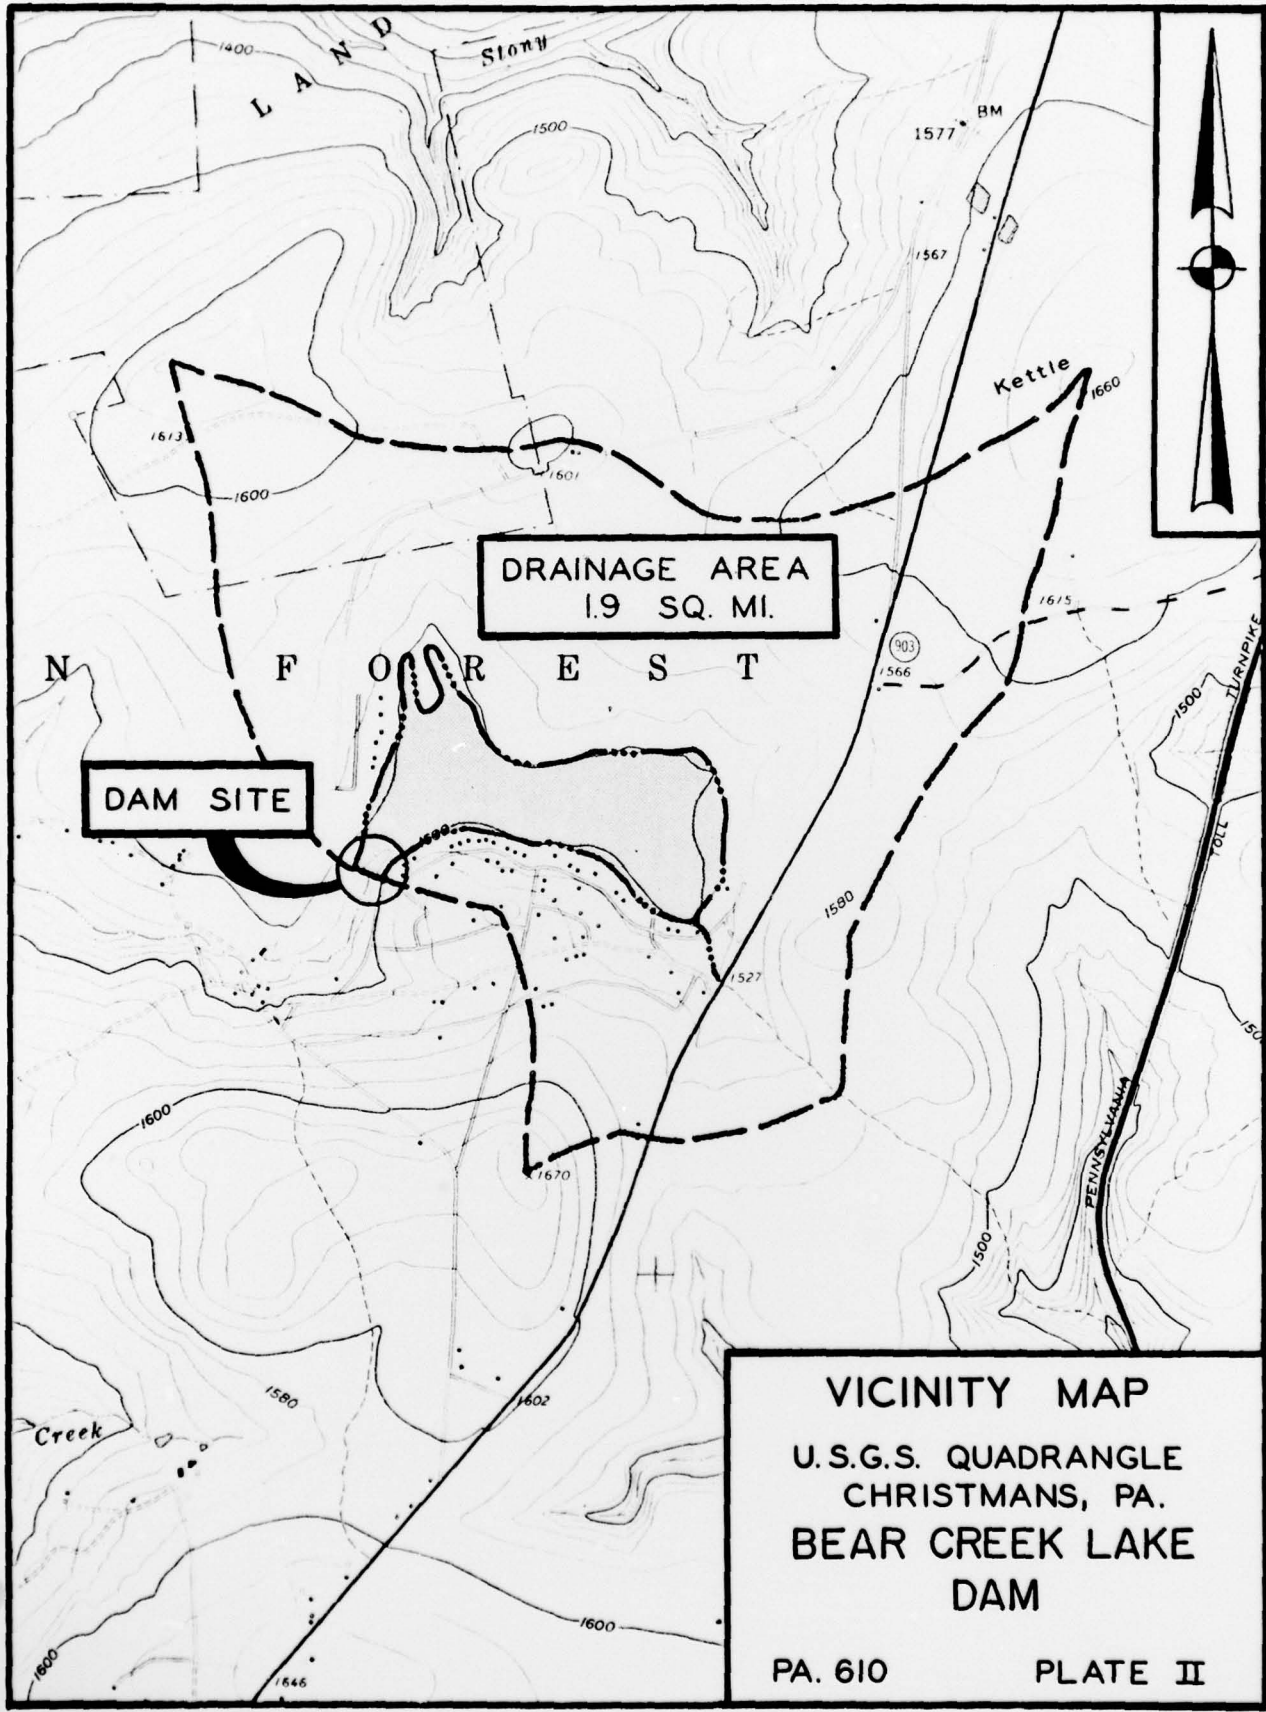 LAND
1400
Stony
1500
BM
1577
1567
Kettle
1660
1613
1600
1601
DRAINAGE AREA
1.9 SQ. MI.
1615
903
1566
N FOREST
1500
TURNPIKE
DAM SITE
TOLL
1580
1527
1600
PENNSYLVANIA
1670
1500
1580
1602
Creek
1600
1600
1646
VICINITY MAP
U.S.G.S. QUADRANGLE
CHRISTMANS, PA.
BEAR CREEK LAKE
DAM
PA. 610 PLATE II